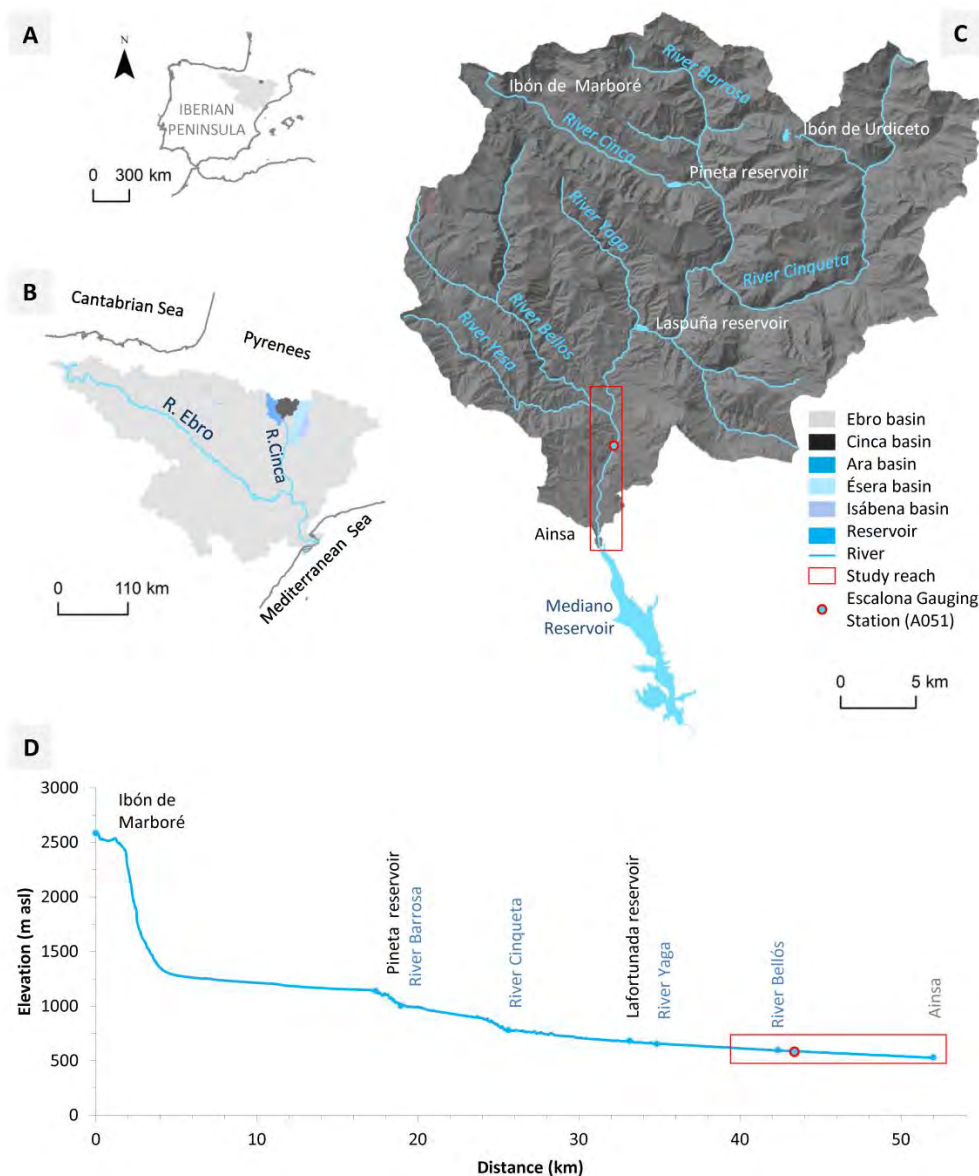 A
N
IBERIAN
PENINSULA
0 300 km
B
Cantabrian Sea
Pyrenees
R. Ebro
R.Cinca
Mediterranean Sea
0 110 km
C
Ibón de Marboré
River Barrosa
River Cinca
Ibón de Urdiceto
Pineta reservoir
River Yaga
River Cinqueta
River Bellos
Laspuña reservoir
River Yesa
Ainsa
Mediano
Reservoir
Ebro basin
Cinca basin
Ara basin
Ésera basin
Isábena basin
Reservoir
River
Study reach
Escalona Gauging
Station (A051)
0 5 km
D
Elevation (m asl)
3000
2500
2000
1500
1000
500
0
Ibón de
Marboré
Pineta reservoir
River Barrosa
River Cinqueta
Lafortunada reservoir
River Yaga
River Bellós
Ainsa
0 10 20 30 40 50
Distance (km)